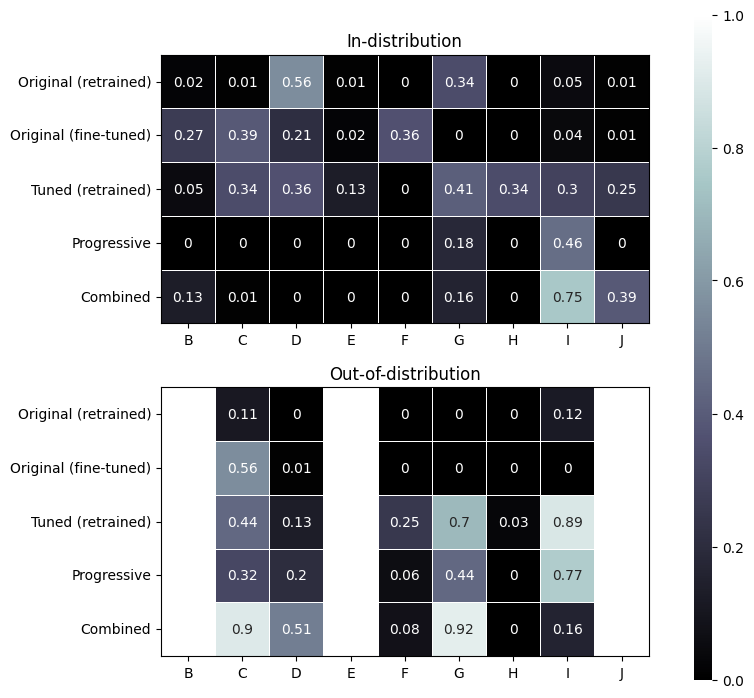 In-distribution
Original (retrained) 0.02 0.01 0.56 0.01 0 0.34 0 0.05 0.01
Original (fine-tuned) 0.27 0.39 0.21 0.02 0.36 0 0 0.04 0.01
Tuned (retrained) 0.05 0.34 0.36 0.13 0 0.41 0.34 0.3 0.25
Progressive 0 0 0 0 0 0.18 0 0.46 0
Combined 0.13 0.01 0 0 0 0.16 0 0.75 0.39
B C D E F G H I J
Out-of-distribution
Original (retrained) 0.11 0 0 0 0 0.12
Original (fine-tuned) 0.56 0.01 0 0 0 0
Tuned (retrained) 0.44 0.13 0.25 0.7 0.03 0.89
Progressive 0.32 0.2 0.06 0.44 0 0.77
Combined 0.9 0.51 0.08 0.92 0 0.16
B C D E F G H I J
1.0
0.8
0.6
0.4
0.2
0.0